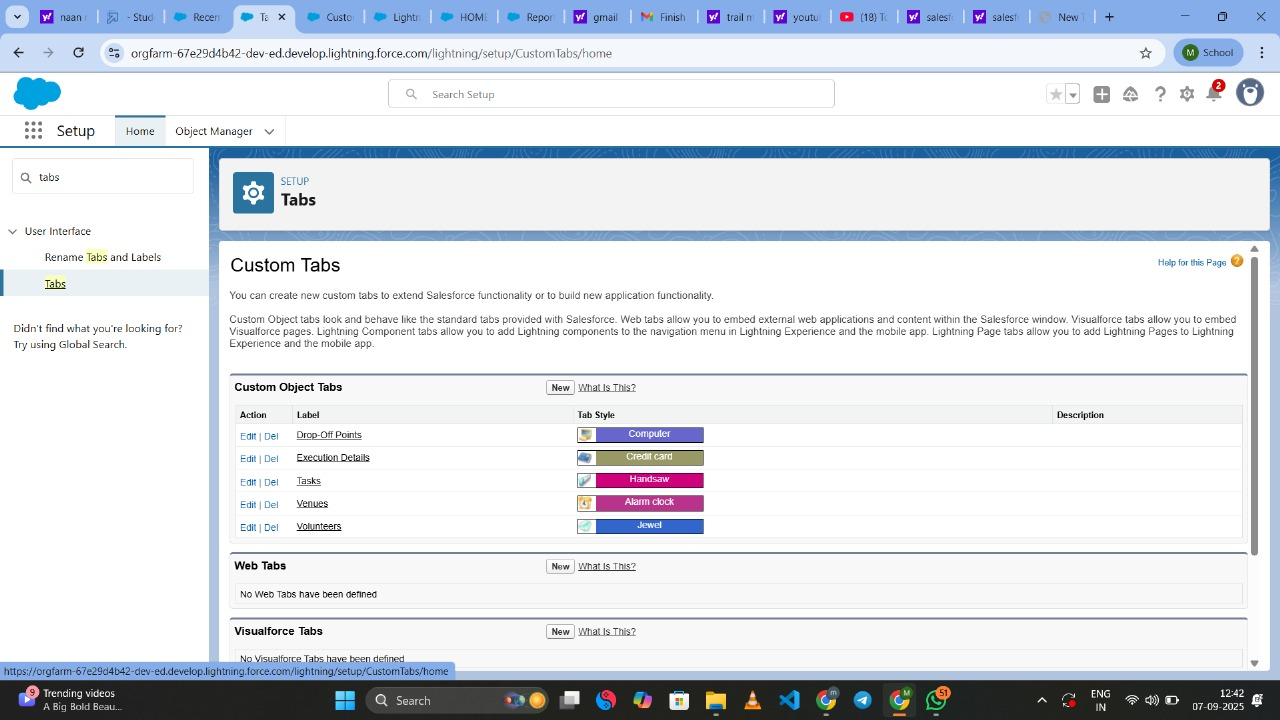 naan m
- Stud
Recen
Ta
Custo
Lightn
HOME
Repor
gmail
Finish
trail m
youtu
(18) To
salesf
salesf
New T
orgfarm-67e29d4b42-dev-ed.develop.lightning.force.com/lightning/setup/CustomTabs/home
M School
Search Setup
2
Setup Home Object Manager
tabs
User Interface
Rename Tabs and Labels
Tabs
Didn't find what you're looking for?
Try using Global Search.
SETUP
Tabs
Custom Tabs
Help for this Page ?
You can create new custom tabs to extend Salesforce functionality or to build new application functionality.
Custom Object tabs look and behave like the standard tabs provided with Salesforce. Web tabs allow you to embed external web applications and content within the Salesforce window. Visualforce tabs allow you to embed
Visualforce pages. Lightning Component tabs allow you to add Lightning components to the navigation menu in Lightning Experience and the mobile app. Lightning Page tabs allow you to add Lightning Pages to Lightning
Experience and the mobile app.
Custom Object Tabs New What Is This?
Action Label Tab Style Description
Edit | Del Drop-Off Points Computer
Edit | Del Execution Details Credit card
Edit | Del Tasks Handsaw
Edit | Del Venues Alarm clock
Edit | Del Volunteers Jewel
Web Tabs New What Is This?
No Web Tabs have been defined
Visualforce Tabs New What Is This?
No Visualforce Tabs have been defined
https://orgfarm-67e29d4b42-dev-ed.develop.lightning.force.com/lightning/setup/CustomTabs/home
9
Trending videos
A Big Bold Beau...
Search
m
M
51
ENG
IN
12:42
07-09-2025